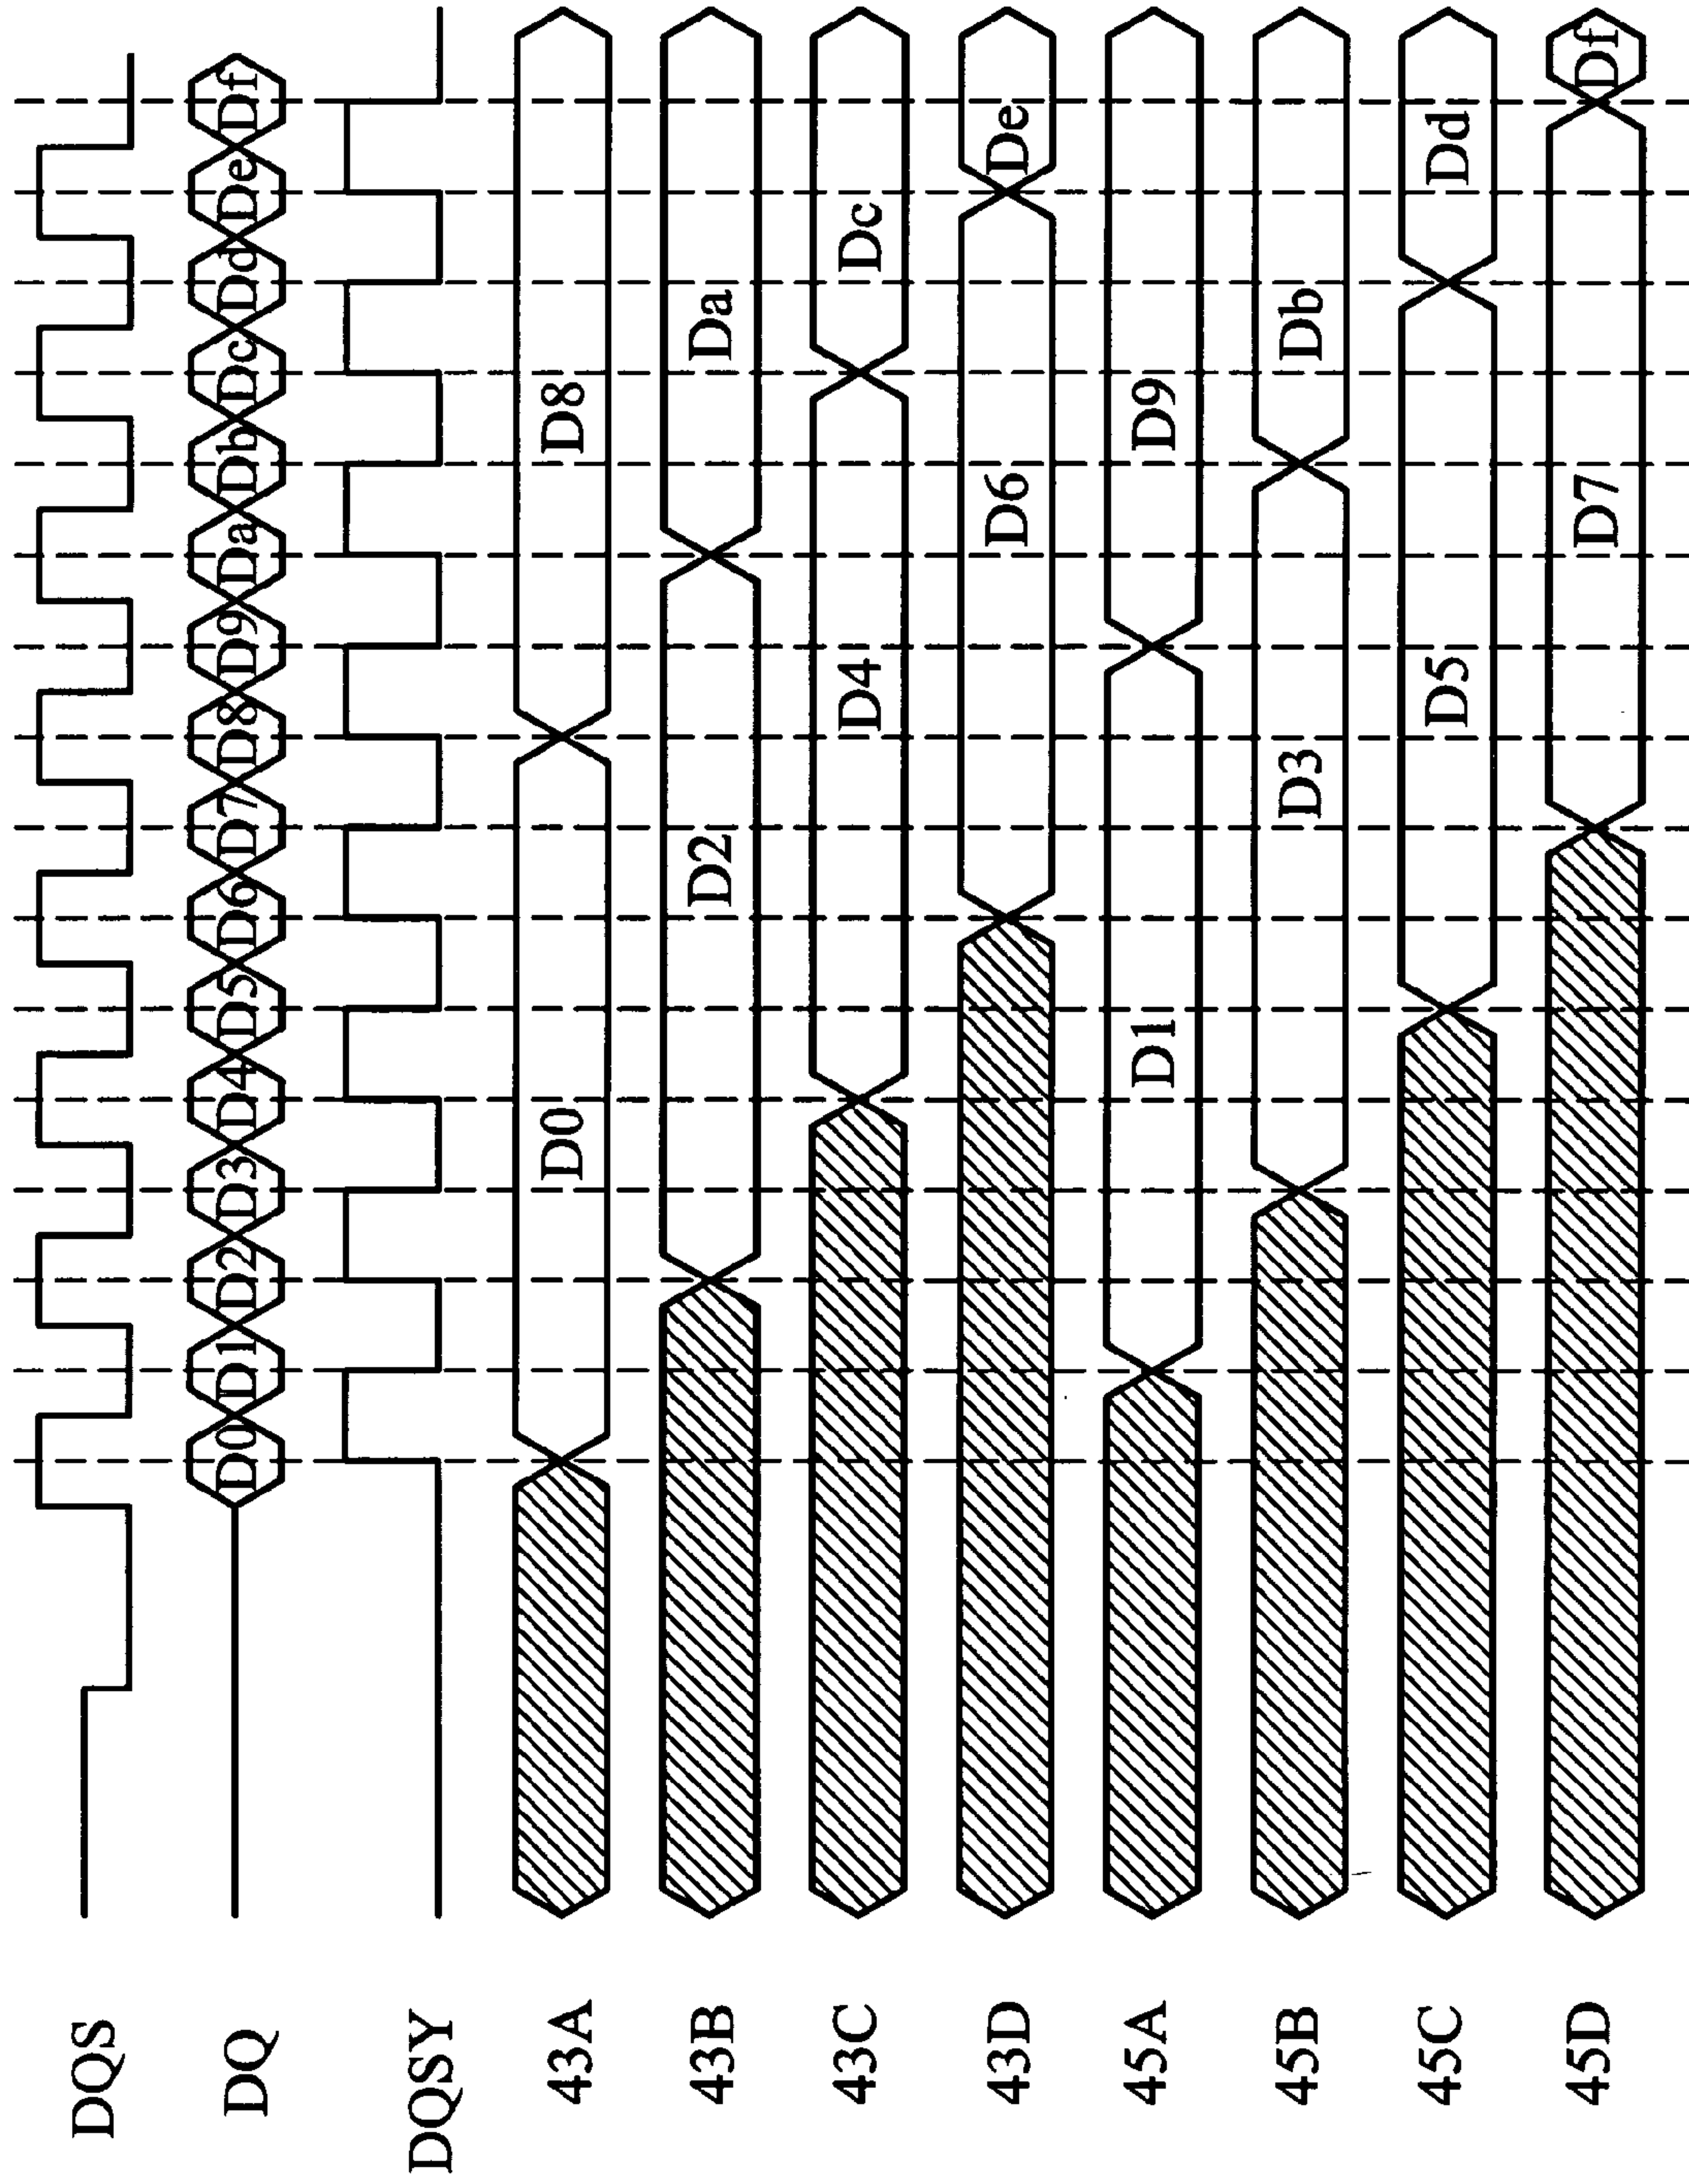 DQS
DQ D0 D1 D2 D3 D4 D5 D6 D7 D8 D9 Da Db Dc Dd De Df
DQSY
43A D0 D8
43B D2 Da
43C D4 Dc
43D D6 De
45A D1 D9
45B D3 Db
45C D5 Dd
45D D7 Df